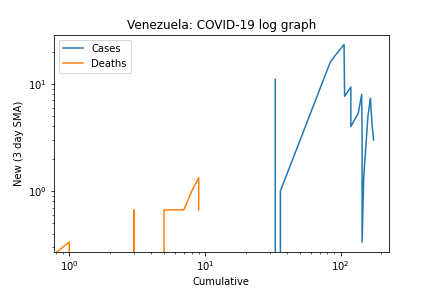 Venezuela: COVID-19 log graph
Cases
Deaths
New (3 day SMA)
10¹
10⁰
10⁰
10¹
10²
Cumulative